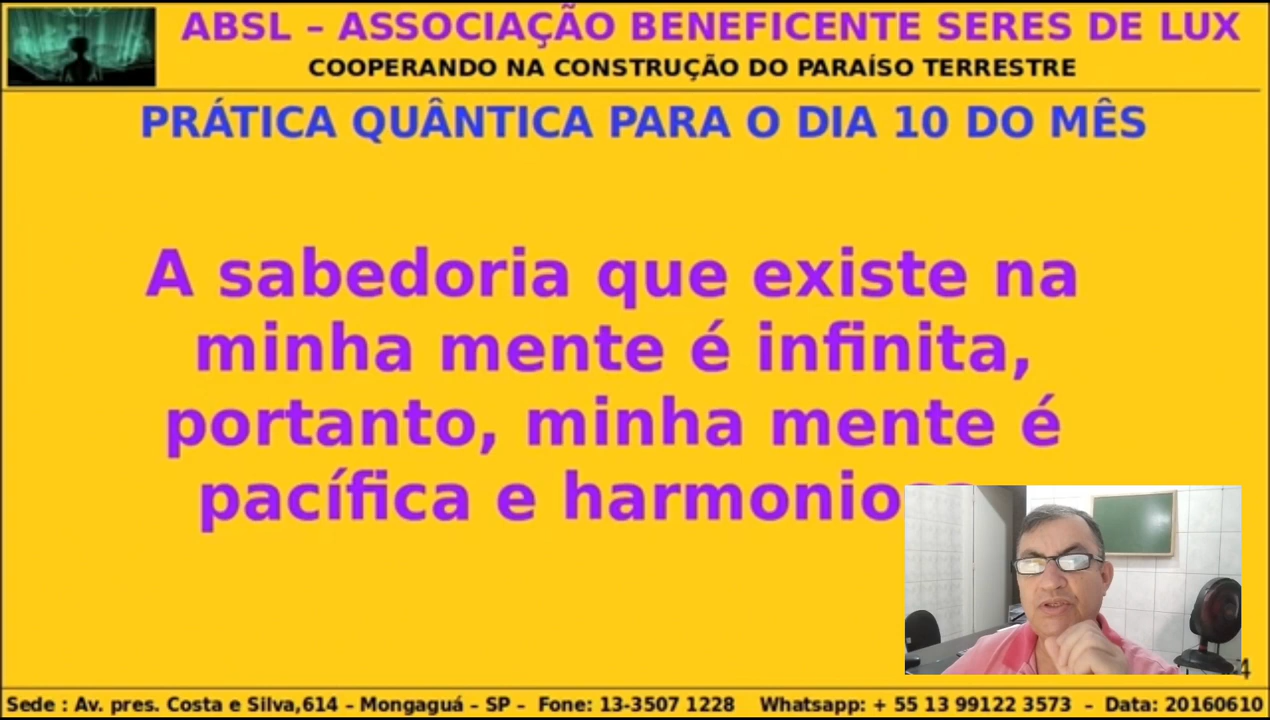 ABSL – ASSOCIAÇÃO BENEFICENTE SERES DE LUX
COOPERANDO NA CONSTRUÇÃO DO PARAÍSO TERRESTRE
PRÁTICA QUÂNTICA PARA O DIA 10 DO MÊS
A sabedoria que existe na
minha mente é infinita,
portanto, minha mente é
pacífica e
Sede : Av. pres. Costa e Silva,614 – Mongaguá – SP – Fone: 13-3507 1228 Whatsapp: + 55 13 99122 3573 – Data: 20160610